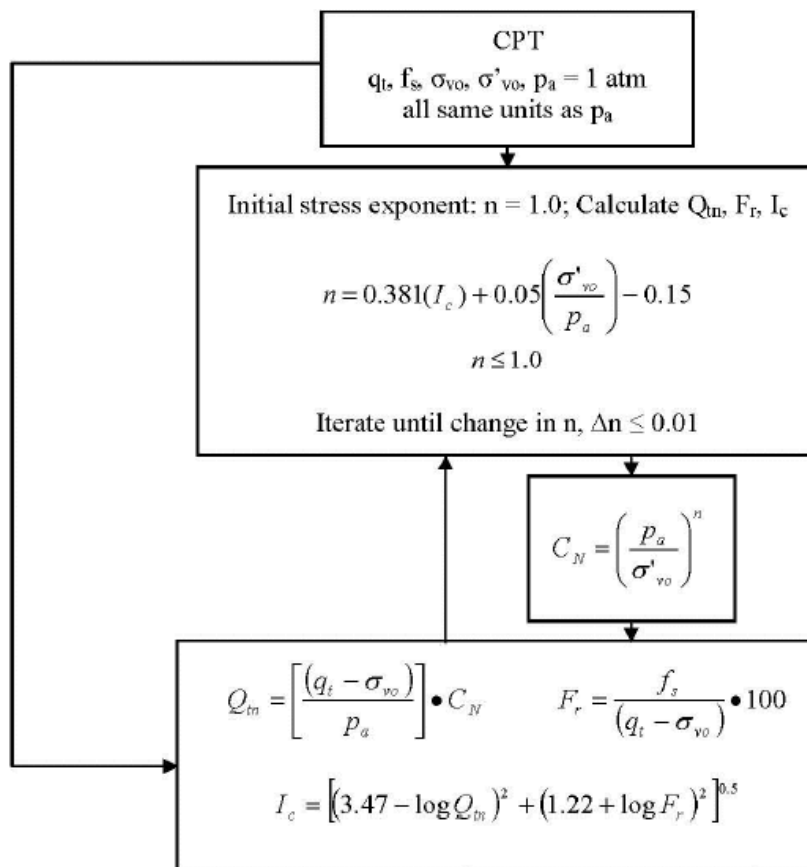 CPT
qt, fs, σvo, σ'vo, pa = 1 atm
all same units as pa
Initial stress exponent: n = 1.0; Calculate Qtn, Fr, Ic
n = 0.381(Ic) + 0.05(σ'vo / pa) − 0.15
n ≤ 1.0
Iterate until change in n, Δn ≤ 0.01
CN = (pa / σ'vo)^n
Qtn = [(qt − σvo) / pa] • CN
Fr = fs / (qt − σvo) • 100
Ic = [(3.47 − log Qtn)^2 + (1.22 + log Fr)^2]^0.5